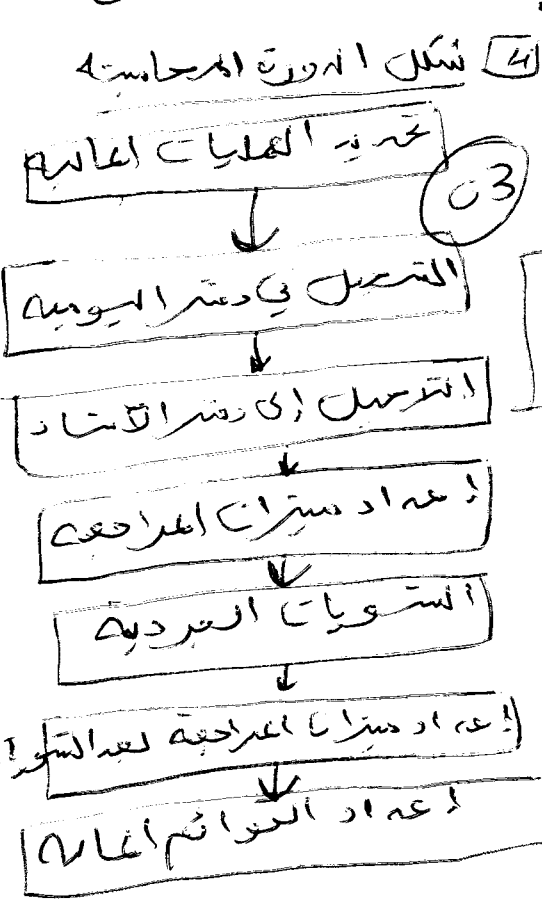 4 شكل الدورة المحاسبية
تحديد العمليات المالية
03
التسجيل في دفتر اليومية
الترحيل إلى دفتر الأستاذ
إعداد ميزان المراجعة
التسويات الجردية
إعداد ميزان المراجعة بعد
إعداد القوائم المالية